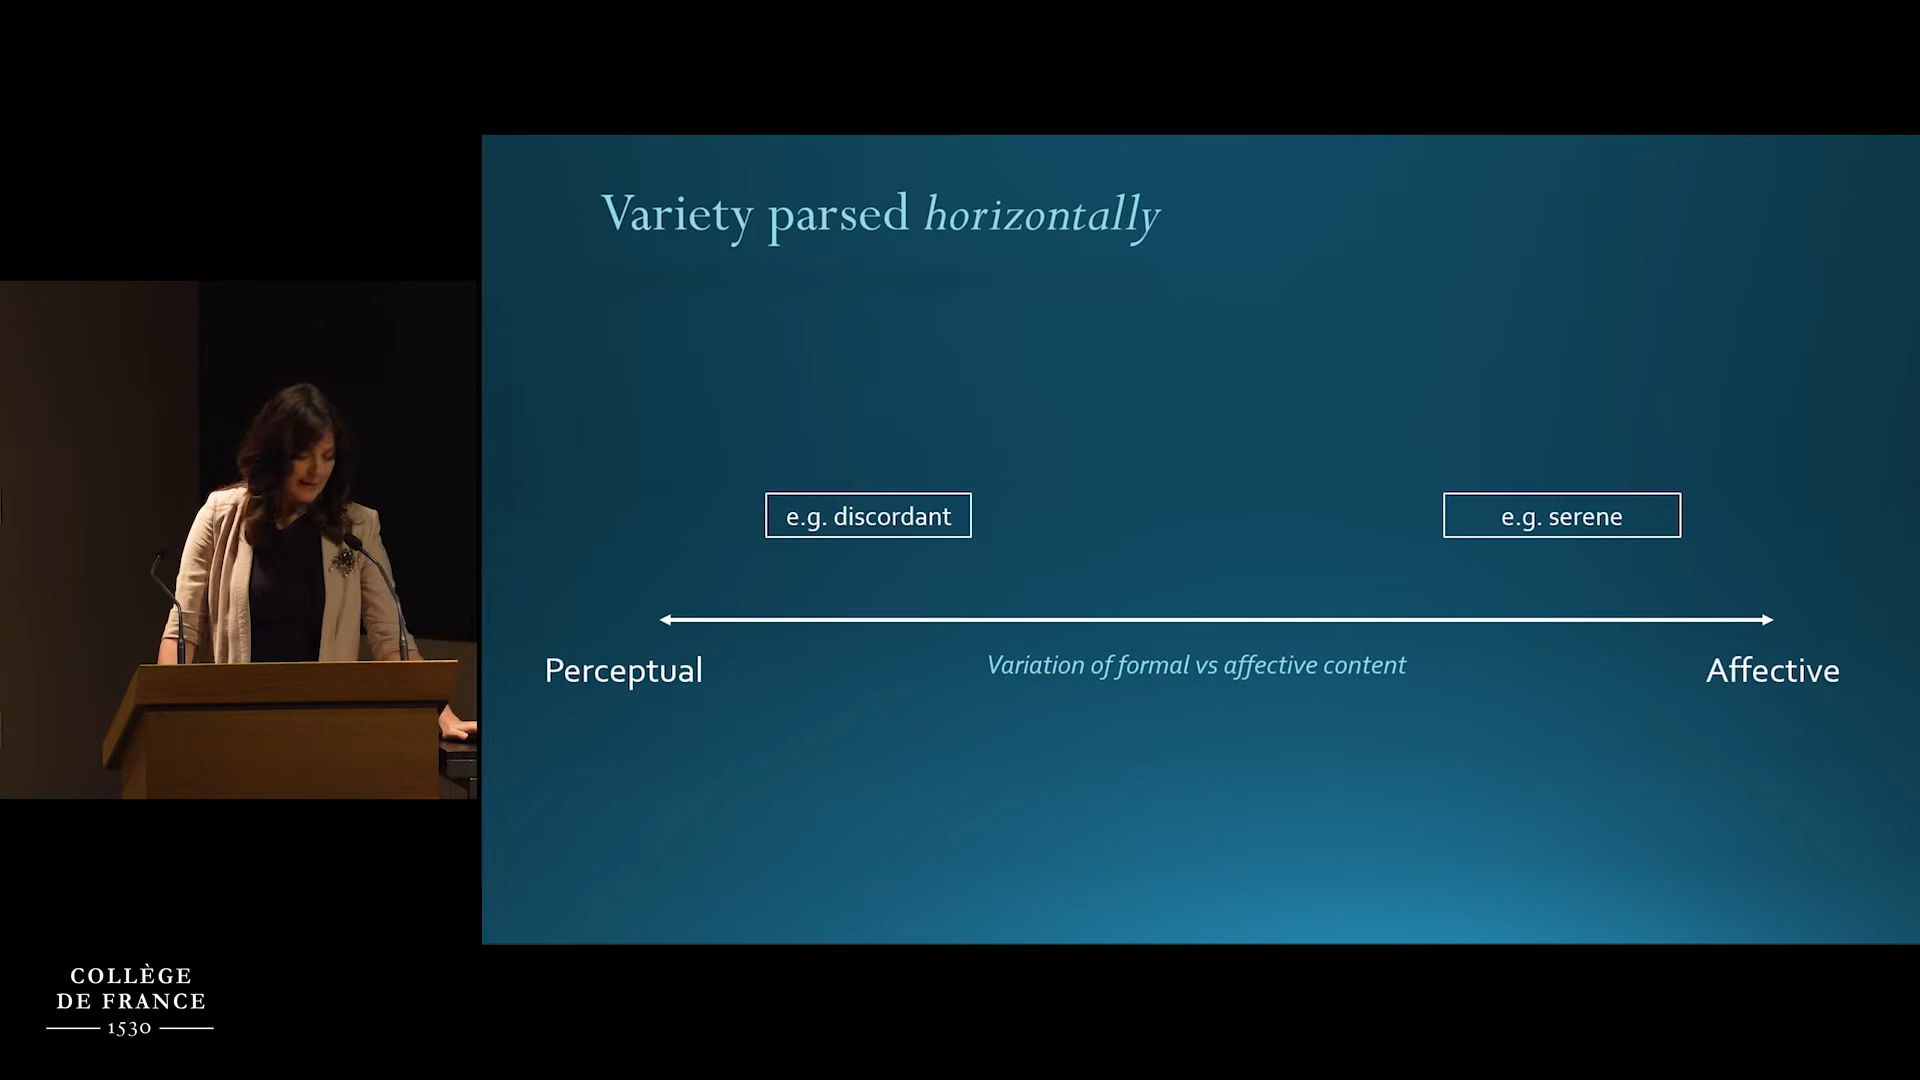 Variety parsed horizontally
e.g. discordant
e.g. serene
Perceptual
Variation of formal vs affective content
Affective
COLLÈGE
DE FRANCE
1530